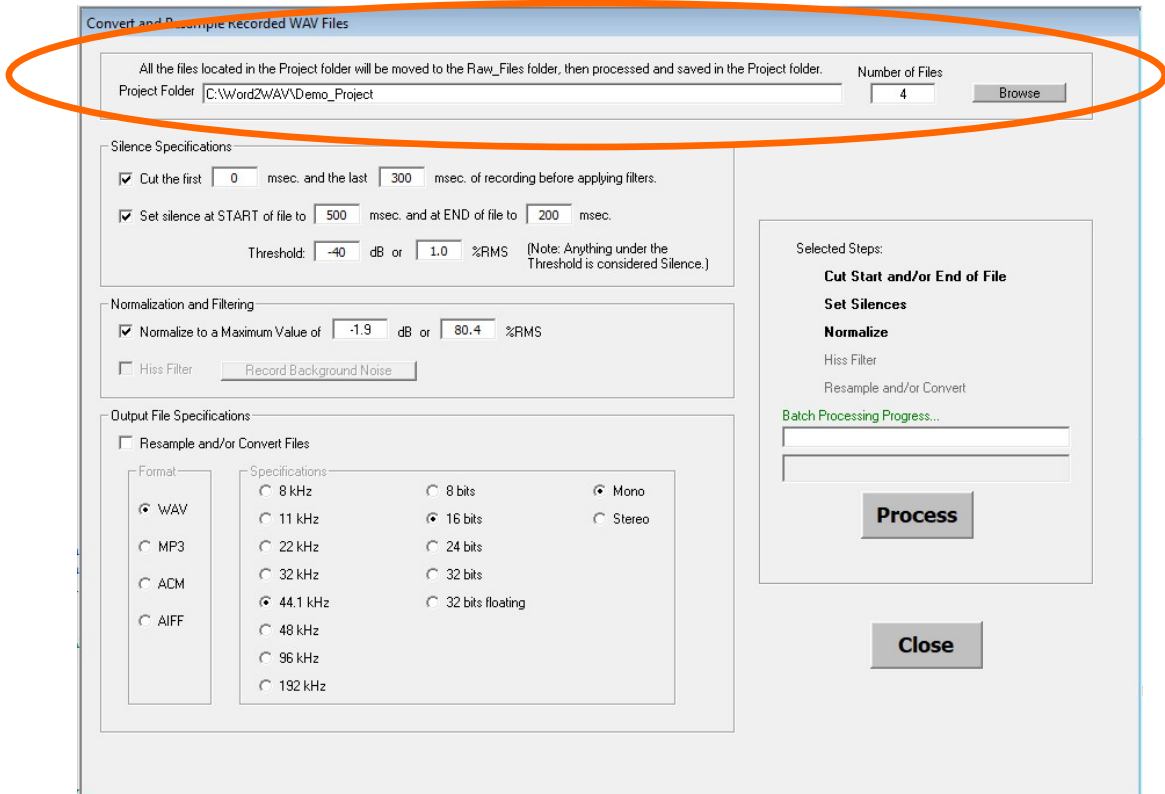 Convert and Resample Recorded WAV Files
All the files located in the Project folder will be moved to the Raw_Files folder, then processed and saved in the Project folder.
Number of Files
Project Folder C:\Word2WAV\Demo_Project 4 Browse
Silence Specifications
Cut the first 0 msec. and the last 300 msec. of recording before applying filters.
Set silence at START of file to 500 msec. and at END of file to 200 msec.
Threshold: -40 dB or 1.0 %RMS (Note: Anything under the
Threshold is considered Silence.)
Normalization and Filtering
Normalize to a Maximum Value of -1.9 dB or 80.4 %RMS
Hiss Filter Record Background Noise
Output File Specifications
Resample and/or Convert Files
Format
WAV
MP3
ACM
AIFF
Specifications
8 kHz 8 bits Mono
11 kHz 16 bits Stereo
22 kHz 24 bits
32 kHz 32 bits
44.1 kHz 32 bits floating
48 kHz
96 kHz
192 kHz
Selected Steps:
Cut Start and/or End of File
Set Silences
Normalize
Hiss Filter
Resample and/or Convert
Batch Processing Progress...
Process
Close